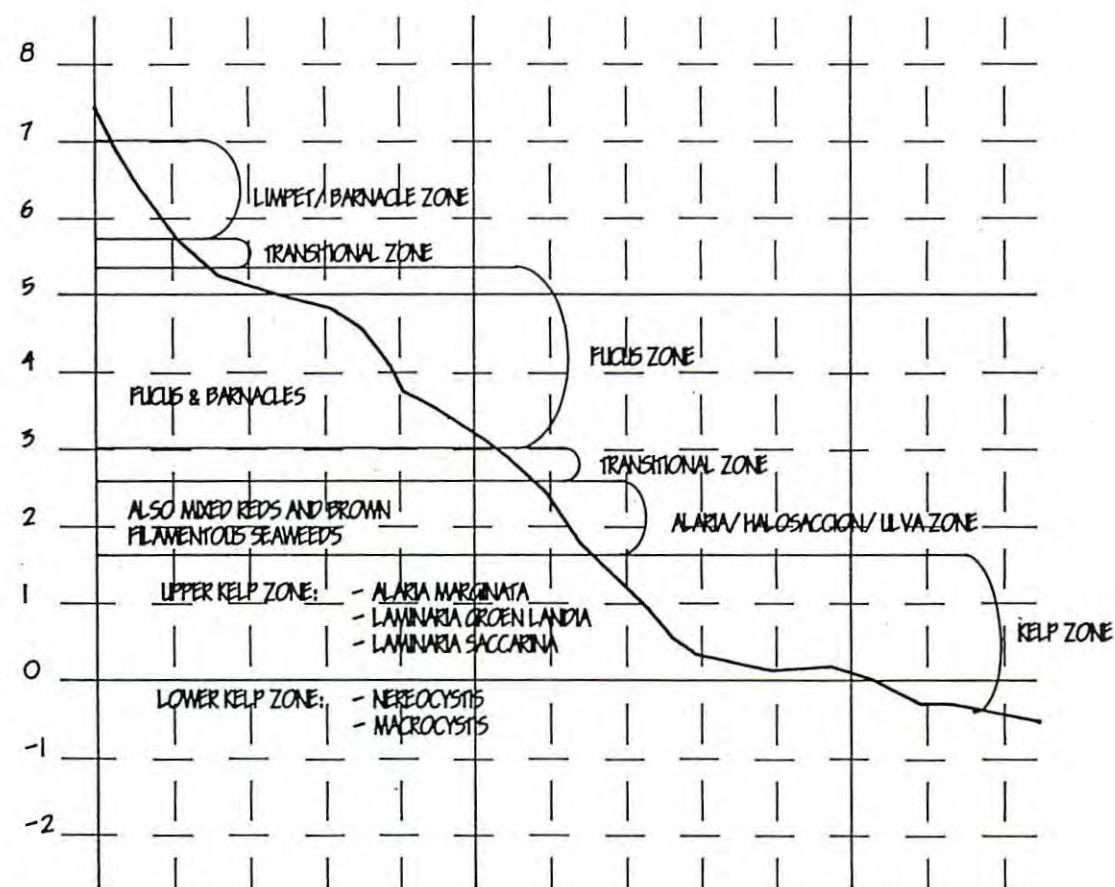 8
7
LIMPET/BARNACLE ZONE
6
TRANSITIONAL ZONE
5
FUCUS ZONE
4
FUCUS & BARNACLES
3
TRANSITIONAL ZONE
ALSO MIXED REDS AND BROWN
FILAMENTOUS SEAWEEDS
2
ALARIA/HALOSACCION/ULVA ZONE
UPPER KELP ZONE: - ALARIA MARGINATA
1
- LAMINARIA GROEN LANDIA
- LAMINARIA SACCARINA
KELP ZONE
0
LOWER KELP ZONE: - NEREOCYSTIS
- MACROCYSTIS
-1
-2